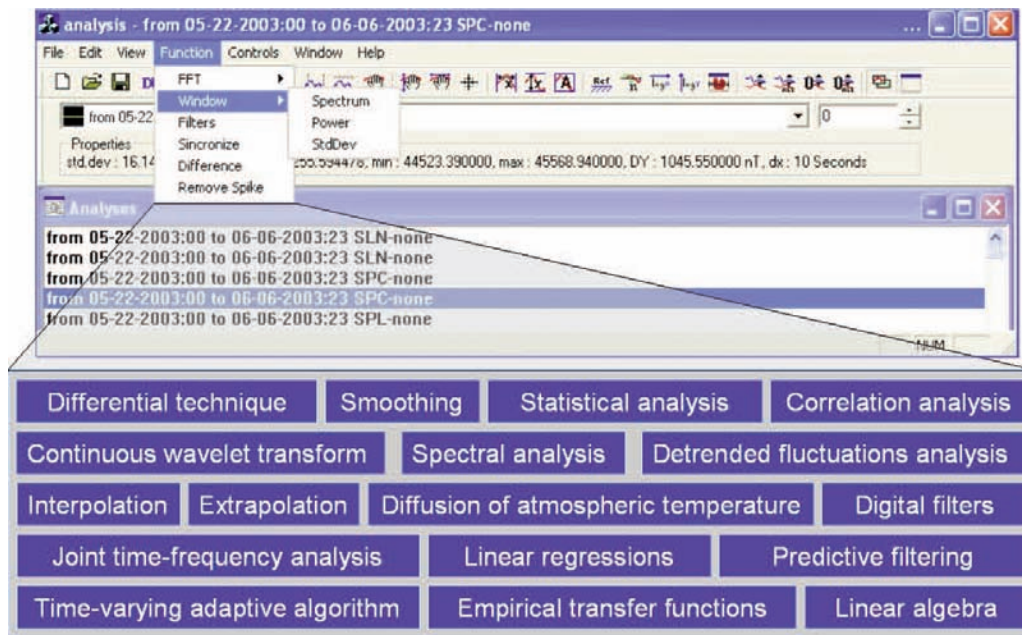 analysis - from 05-22-2003:00 to 06-06-2003:23 SPC-none ...
File Edit View Function Controls Window Help
FFT
Window
Filters
Sincronize
Difference
Remove Spike
Spectrum
Power
StdDev
from 05-22
0
Properties
std.dev : 16.14 255.594478, min : 44523.390000, max : 45568.940000, DY : 1045.550000 nT, dx : 10 Seconds
Analyses
from 05-22-2003:00 to 06-06-2003:23 SLN-none
from 05-22-2003:00 to 06-06-2003:23 SLN-none
from 05-22-2003:00 to 06-06-2003:23 SPC-none
from 05-22-2003:00 to 06-06-2003:23 SPC-none
from 05-22-2003:00 to 06-06-2003:23 SPL-none
NUM
Differential technique Smoothing Statistical analysis Correlation analysis
Continuous wavelet transform Spectral analysis Detrended fluctuations analysis
Interpolation Extrapolation Diffusion of atmospheric temperature Digital filters
Joint time-frequency analysis Linear regressions Predictive filtering
Time-varying adaptive algorithm Empirical transfer functions Linear algebra